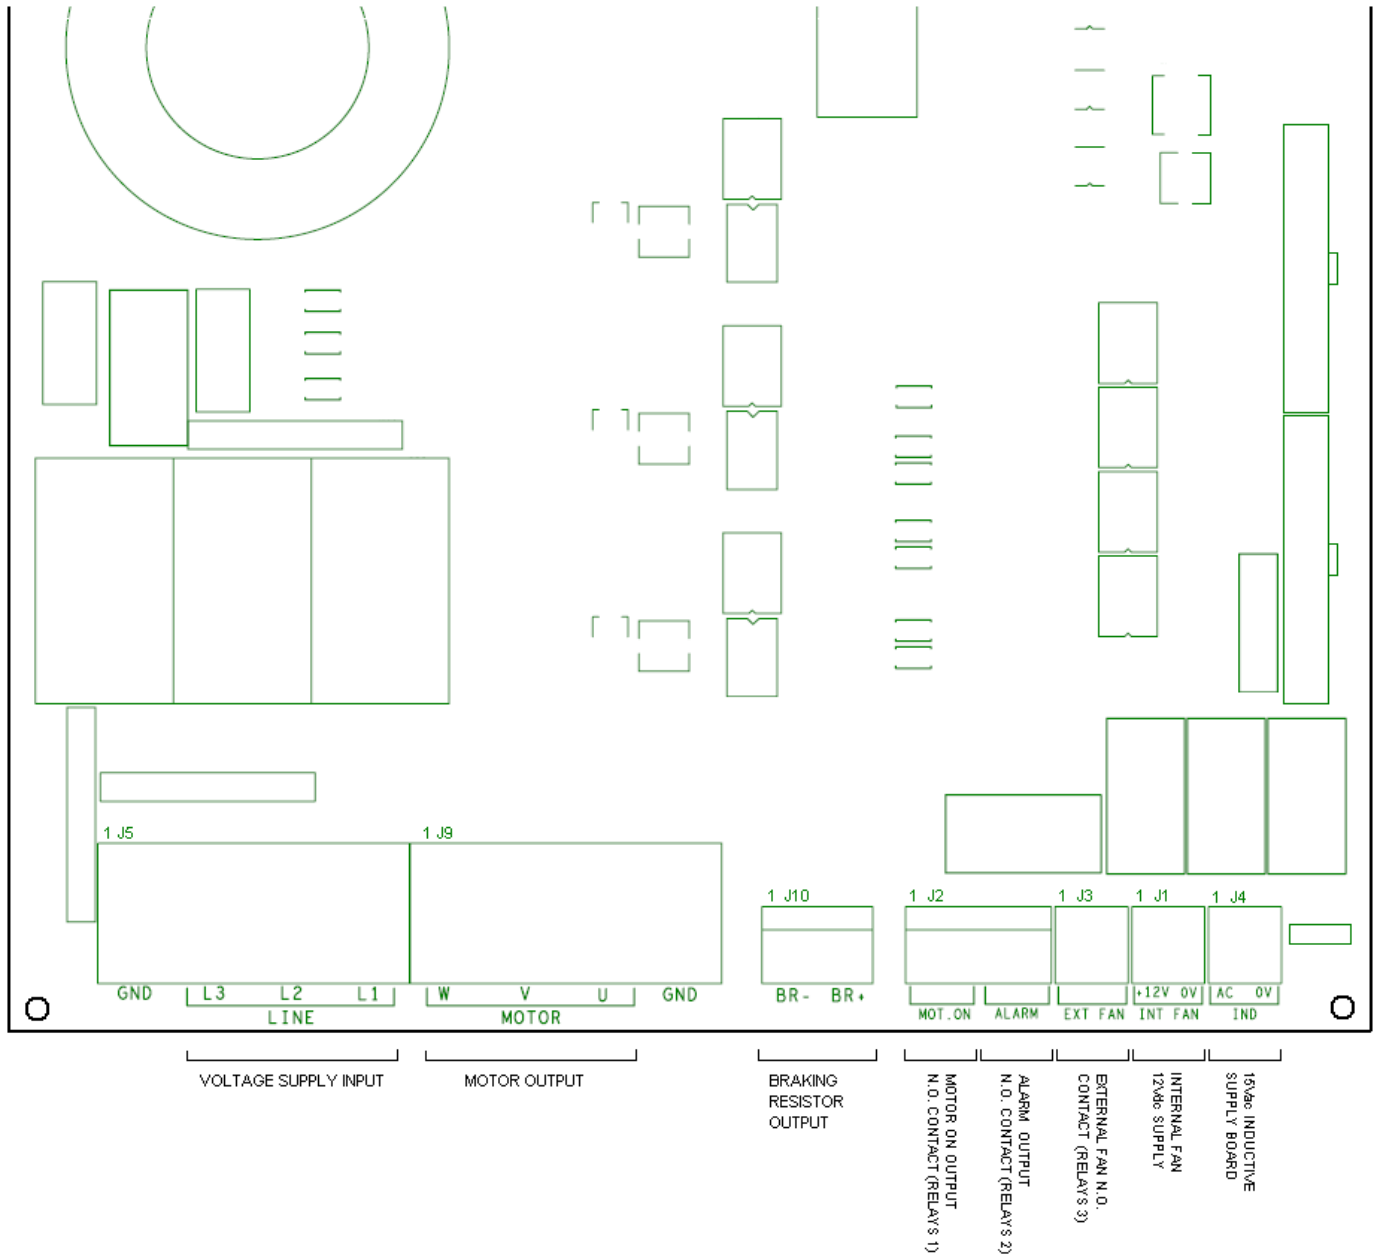 1 J5
1 J9
1 J10
1 J2
1 J3
1 J1
1 J4
GND L3 L2 L1
W V U GND
BR- BR+
+12V 0V
AC 0V
LINE
MOTOR
MOT.ON
ALARM
EXT FAN
INT FAN
IND
VOLTAGE SUPPLY INPUT
MOTOR OUTPUT
BRAKING
RESISTOR
OUTPUT
MOTOR ON OUTPUT
N.O. CONTACT (RELAYS 1)
ALARM OUTPUT
N.O. CONTACT (RELAYS 2)
EXTERNAL FAN N.O.
CONTACT (RELAYS 3)
INTERNAL FAN
12Vdc SUPPLY
15Vac INDUCTIVE
SUPPLY BOARD